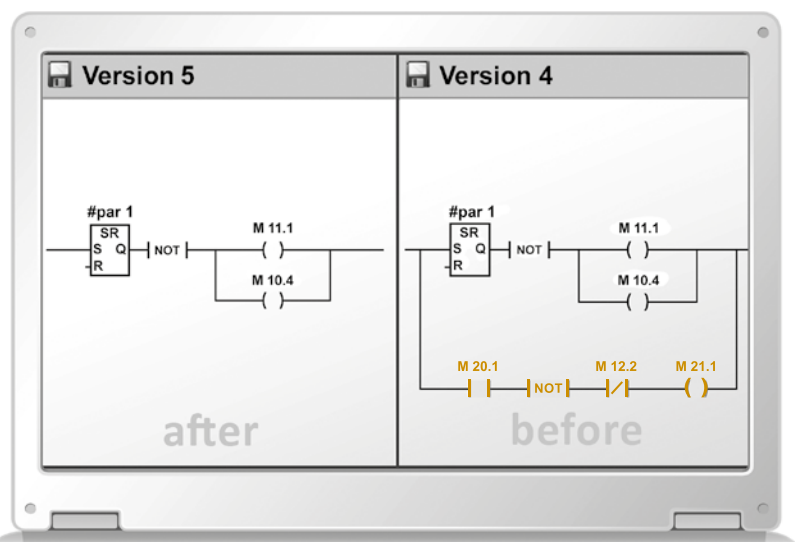 Version 5
#par 1
SR
S Q
R
NOT
M 11.1
( )
M 10.4
( )
after
Version 4
#par 1
SR
S Q
R
NOT
M 11.1
( )
M 10.4
( )
M 20.1
NOT
M 12.2
M 21.1
( )
before